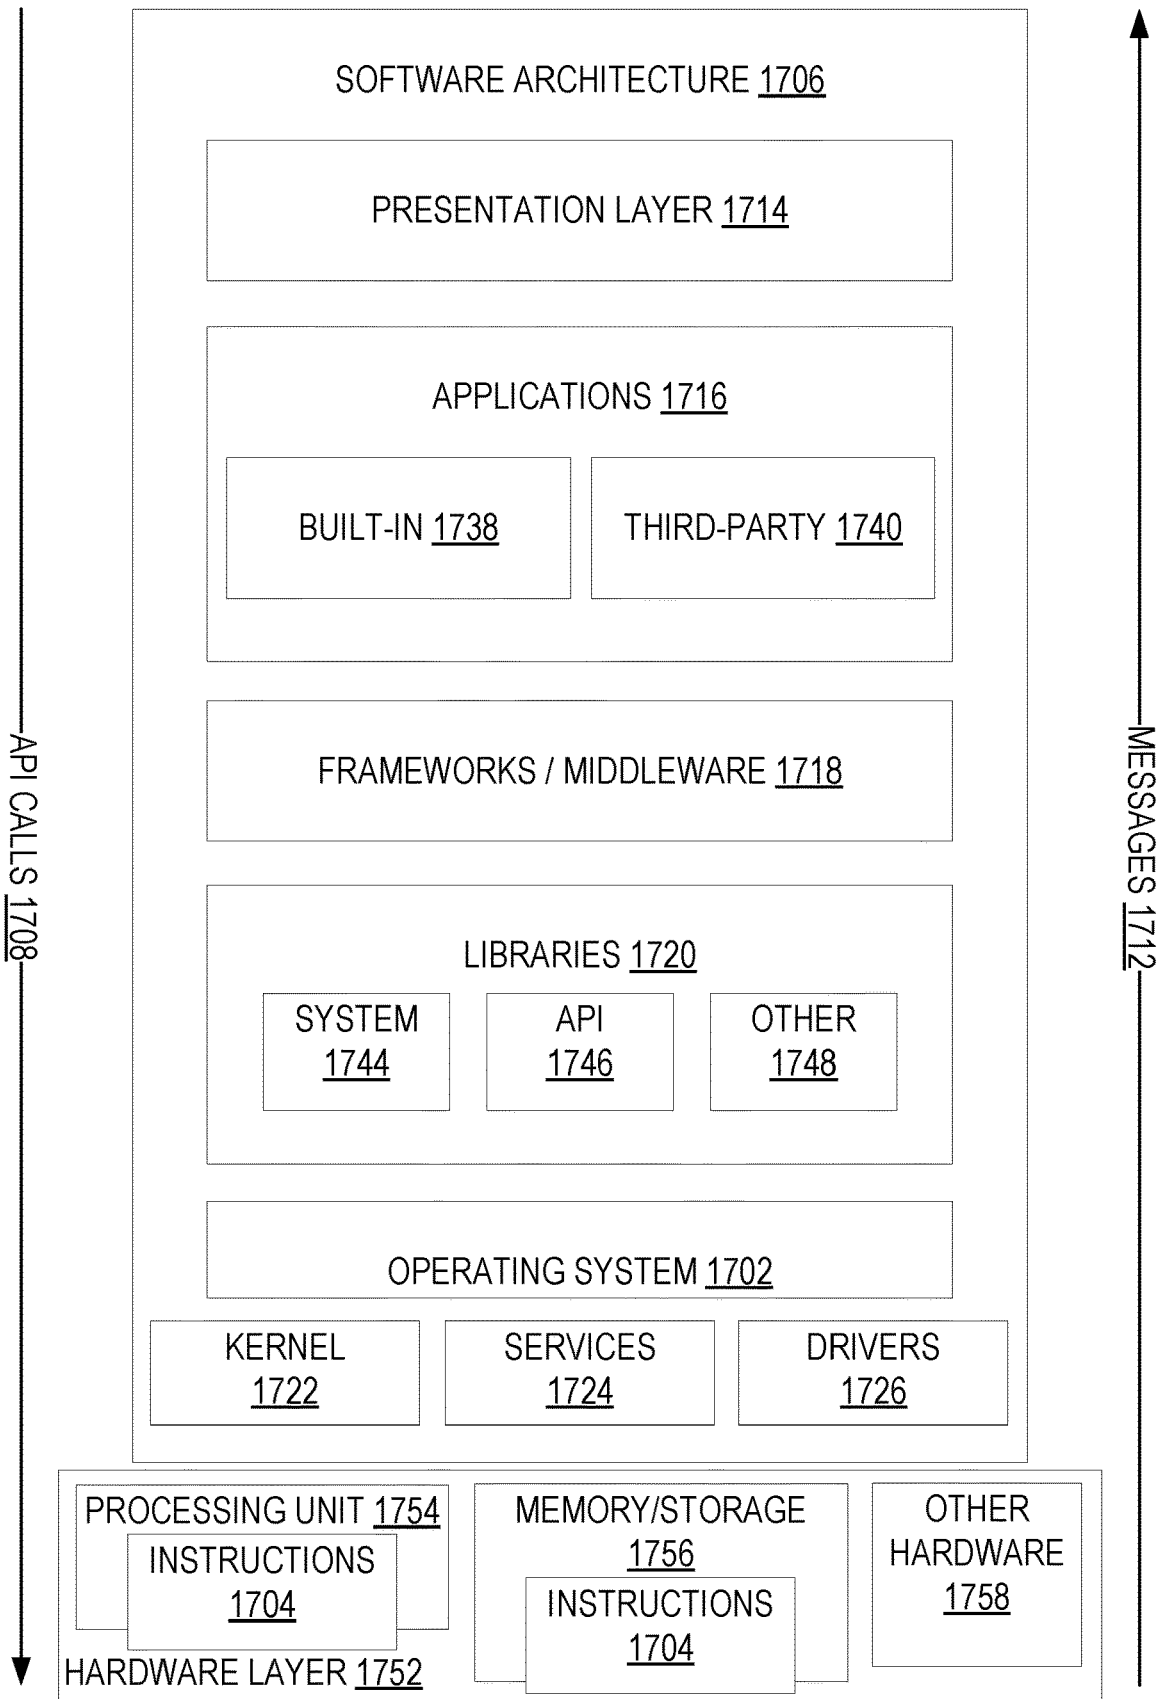 SOFTWARE ARCHITECTURE 1706
PRESENTATION LAYER 1714
APPLICATIONS 1716
BUILT-IN 1738
THIRD-PARTY 1740
FRAMEWORKS / MIDDLEWARE 1718
API CALLS 1708
MESSAGES 1712
LIBRARIES 1720
SYSTEM
1744
API
1746
OTHER
1748
OPERATING SYSTEM 1702
KERNEL
1722
SERVICES
1724
DRIVERS
1726
PROCESSING UNIT 1754
INSTRUCTIONS
1704
MEMORY/STORAGE
1756
INSTRUCTIONS
1704
OTHER
HARDWARE
1758
HARDWARE LAYER 1752